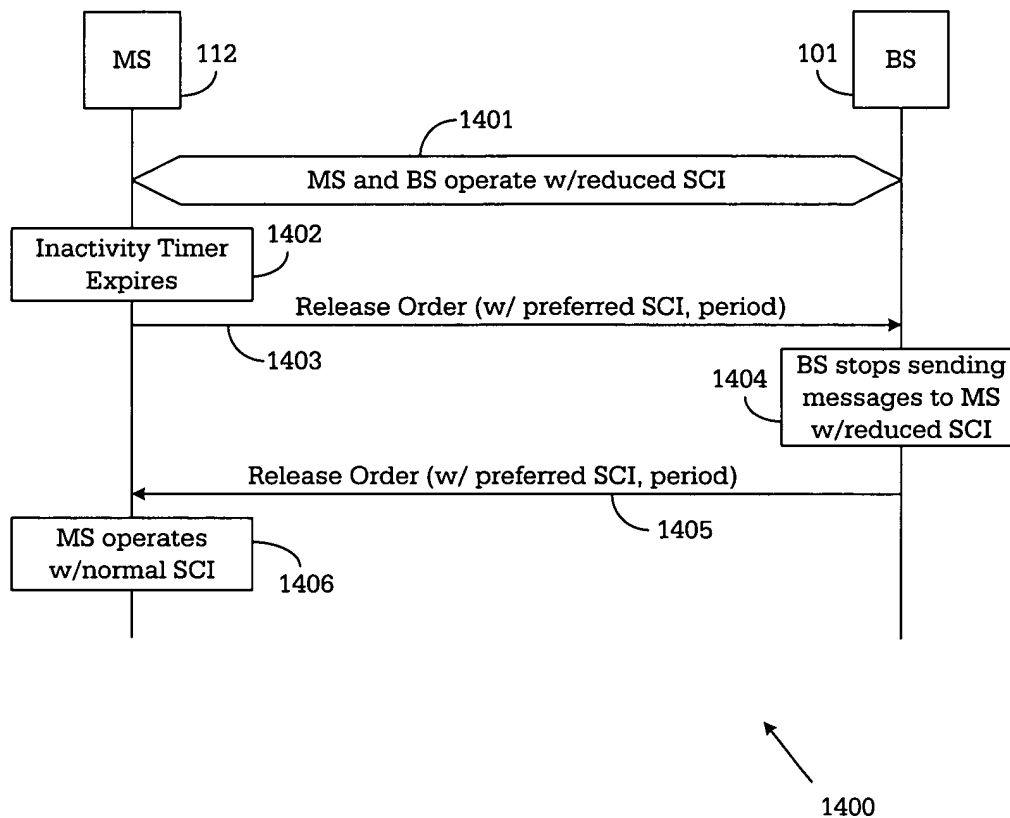 MS
112
101
BS
1401
MS and BS operate w/reduced SCI
Inactivity Timer
Expires
1402
Release Order (w/ preferred SCI, period)
1403
1404
BS stops sending
messages to MS
w/reduced SCI
Release Order (w/ preferred SCI, period)
1405
MS operates
w/normal SCI
1406
1400